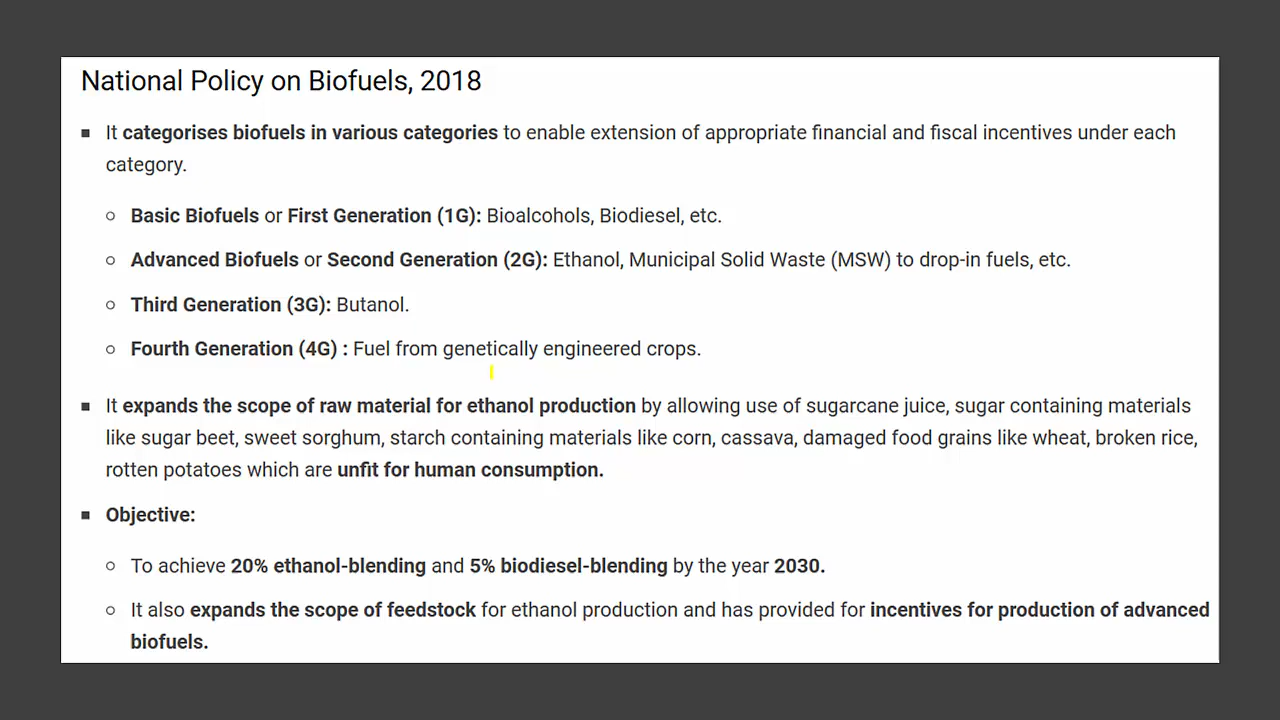 National Policy on Biofuels, 2018
▪ It categorises biofuels in various categories to enable extension of appropriate financial and fiscal incentives under each
category.
○ Basic Biofuels or First Generation (1G): Bioalcohols, Biodiesel, etc.
○ Advanced Biofuels or Second Generation (2G): Ethanol, Municipal Solid Waste (MSW) to drop-in fuels, etc.
○ Third Generation (3G): Butanol.
○ Fourth Generation (4G) : Fuel from genetically engineered crops.
▪ It expands the scope of raw material for ethanol production by allowing use of sugarcane juice, sugar containing materials
like sugar beet, sweet sorghum, starch containing materials like corn, cassava, damaged food grains like wheat, broken rice,
rotten potatoes which are unfit for human consumption.
▪ Objective:
○ To achieve 20% ethanol-blending and 5% biodiesel-blending by the year 2030.
○ It also expands the scope of feedstock for ethanol production and has provided for incentives for production of advanced
biofuels.